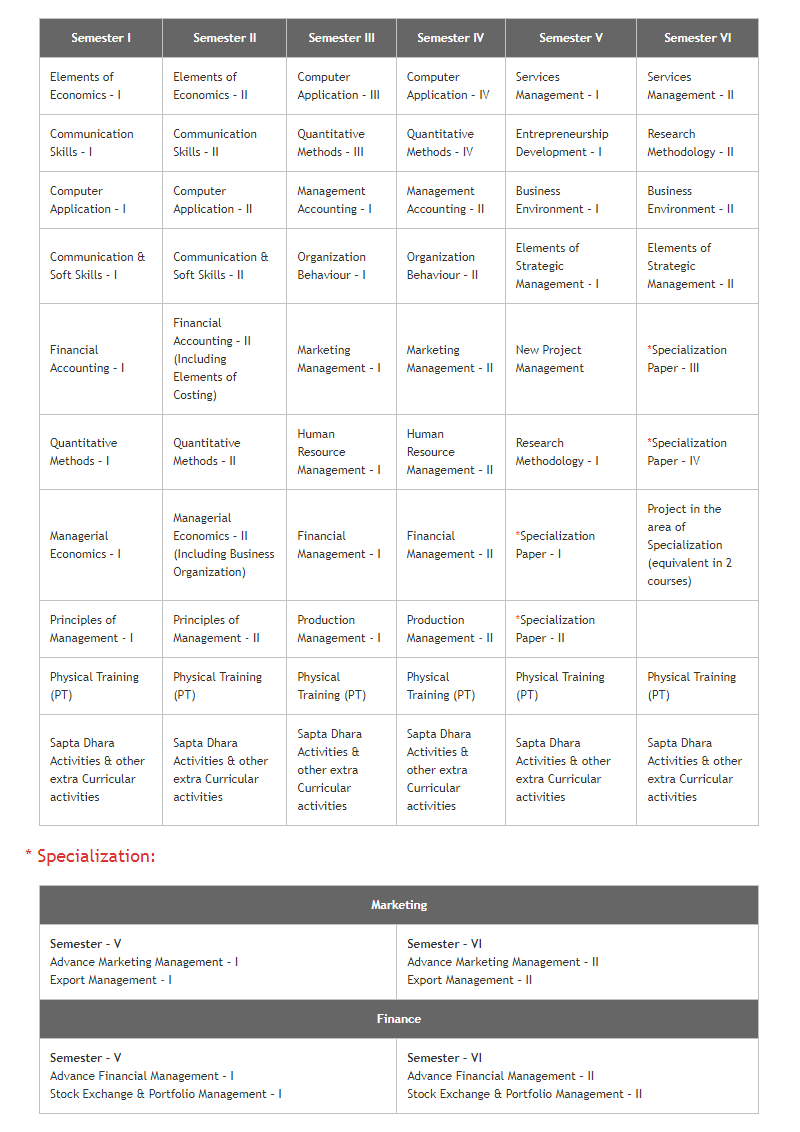 Semester I
Semester II
Semester III
Semester IV
Semester V
Semester VI
Elements of
Economics - I
Elements of
Economics - II
Computer
Application - III
Computer
Application - IV
Services
Management - I
Services
Management - II
Communication
Skills - I
Communication
Skills - II
Quantitative
Methods - III
Quantitative
Methods - IV
Entrepreneurship
Development - I
Research
Methodology - II
Computer
Application - I
Computer
Application - II
Management
Accounting - I
Management
Accounting - II
Business
Environment - I
Business
Environment - II
Communication &
Soft Skills - I
Communication &
Soft Skills - II
Organization
Behaviour - I
Organization
Behaviour - II
Elements of
Strategic
Management - I
Elements of
Strategic
Management - II
Financial
Accounting - I
Financial
Accounting - II
(Including
Elements of
Costing)
Marketing
Management - I
Marketing
Management - II
New Project
Management
*Specialization
Paper - III
Quantitative
Methods - I
Quantitative
Methods - II
Human
Resource
Management - I
Human
Resource
Management - II
Research
Methodology - I
*Specialization
Paper - IV
Managerial
Economics - I
Managerial
Economics - II
(Including Business
Organization)
Financial
Management - I
Financial
Management - II
*Specialization
Paper - I
Project in the
area of
Specialization
(equivalent in 2
courses)
Principles of
Management - I
Principles of
Management - II
Production
Management - I
Production
Management - II
*Specialization
Paper - II
Physical Training
(PT)
Physical Training
(PT)
Physical
Training (PT)
Physical
Training (PT)
Physical Training
(PT)
Physical Training
(PT)
Sapta Dhara
Activities & other
extra Curricular
activities
Sapta Dhara
Activities & other
extra Curricular
activities
Sapta Dhara
Activities &
other extra
Curricular
activities
Sapta Dhara
Activities &
other extra
Curricular
activities
Sapta Dhara
Activities & other
extra Curricular
activities
Sapta Dhara
Activities & other
extra Curricular
activities
* Specialization:
Marketing
Semester - V
Advance Marketing Management - I
Export Management - I
Semester - VI
Advance Marketing Management - II
Export Management - II
Finance
Semester - V
Advance Financial Management - I
Stock Exchange & Portfolio Management - I
Semester - VI
Advance Financial Management - II
Stock Exchange & Portfolio Management - II